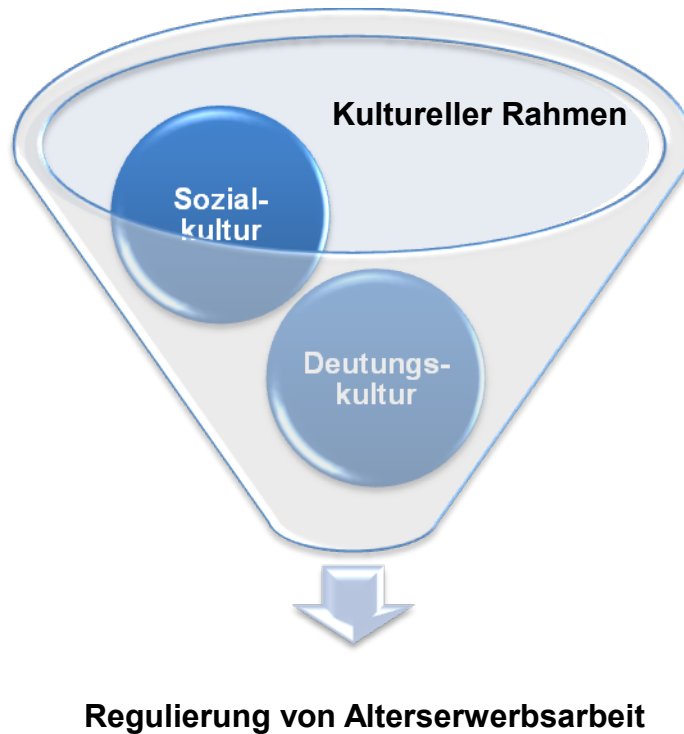 Kultureller Rahmen
Sozial-
kultur
Deutungs-
kultur
Regulierung von Alterserwerbsarbeit